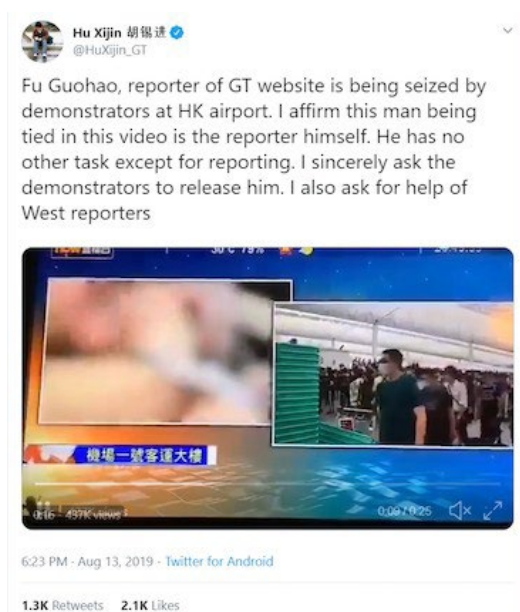 Hu Xijin 胡锡进
@HuXijin_GT
Fu Guohao, reporter of GT website is being seized by
demonstrators at HK airport. I affirm this man being
tied in this video is the reporter himself. He has no
other task except for reporting. I sincerely ask the
demonstrators to release him. I also ask for help of
West reporters
30°C 79%
機場一號客運大樓
0:16 437K views
0:09 / 0:25
6:23 PM · Aug 13, 2019 · Twitter for Android
1.3K Retweets 2.1K Likes